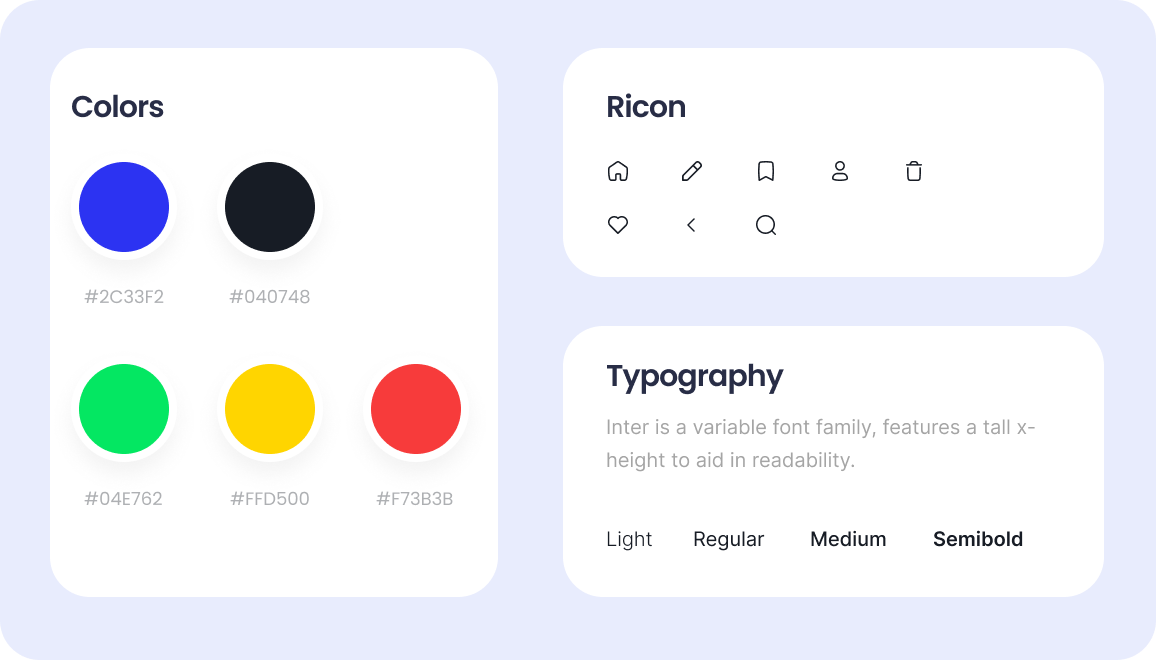 Colors
#2C33F2
#040748
#04E762
#FFD500
#F73B3B
Ricon
Typography
Inter is a variable font family, features a tall x-
height to aid in readability.
Light
Regular
Medium
Semibold